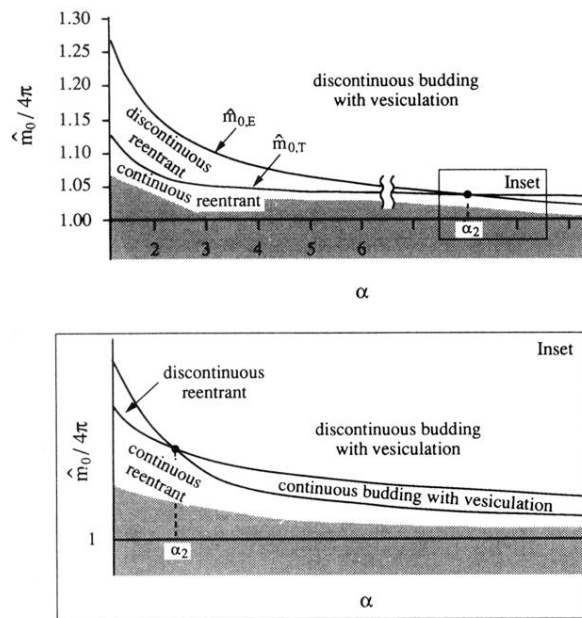 1.30
1.25
1.20
1.15
1.10
1.05
1.00
m̂₀/4π
discontinuous budding
with vesiculation
discontinuous
reentrant
m̂₀,E
m̂₀,T
continuous reentrant
Inset
2
3
4
5
6
α₂
α
Inset
discontinuous
reentrant
discontinuous budding
with vesiculation
m̂₀/4π
continuous
reentrant
continuous budding with vesiculation
1
α₂
α